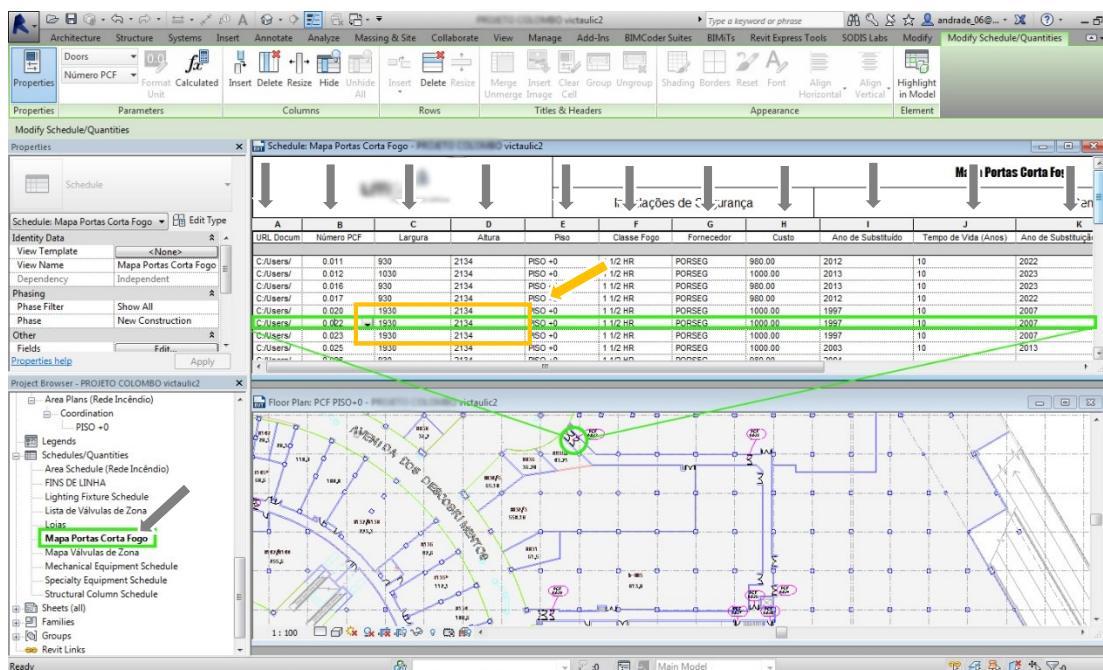 victaulic2
Type a keyword or phrase
andrade_06@...
Architecture Structure Systems Insert Annotate Analyze Massing & Site Collaborate View Manage Add-Ins BIMCoder Suites BIMiTs Revit Express Tools SODIS Labs Modify Modify Schedule/Quantities
Doors
Número PCF
Properties
Format Unit
Calculated
Insert Delete Resize Hide Unhide All
Insert Delete Resize
Merge Unmerge
Insert Image
Clear Cell
Group Ungroup
Shading Borders Reset Font
Align Horizontal
Align Vertical
Highlight in Model
Properties Parameters Columns Rows Titles & Headers Appearance Element
Modify Schedule/Quantities
Properties
Schedule
Schedule: Mapa Portas Corta Fogo
Edit Type
Identity Data
View Template <None>
View Name Mapa Portas Corta Fogo
Dependency Independent
Phasing
Phase Filter Show All
Phase New Construction
Other
Fields Edit...
Properties help
Apply
Schedule: Mapa Portas Corta Fogo - victaulic2
Portas Corta Fo
A B C D E F G H I J K
URL Docum Número PCF Largura Altura Piso Classe Fogo Fornecedor Custo Ano de Substituído Tempo de Vida (Anos) Ano de Substituiçã
C:/Users/ 0.011 930 2134 PISO +0 1 1/2 HR PORSEG 980.00 2012 10 2022
C:/Users/ 0.012 1030 2134 PISO +0 1 1/2 HR PORSEG 1000.00 2013 10 2023
C:/Users/ 0.016 930 2134 PISO +0 1 1/2 HR PORSEG 980.00 2013 10 2023
C:/Users/ 0.017 930 2134 PISO 1 1/2 HR PORSEG 980.00 2012 10 2022
C:/Users/ 0.020 1930 2134 PISO +0 1 1/2 HR PORSEG 1000.00 1997 10 2007
C:/Users/ 0.022 1930 2134 PISO +0 1 1/2 HR PORSEG 1000.00 1997 10 2007
C:/Users/ 0.023 1930 2134 PISO +0 1 1/2 HR PORSEG 1000.00 1997 10 2007
C:/Users/ 0.025 1930 2134 PISO +0 1 1/2 HR PORSEG 1000.00 2003 10 2013
Project Browser - PROJETO COLOMBO victaulic2
Area Plans (Rede Incêndio)
Coordination
PISO +0
Legends
Schedules/Quantities
Area Schedule (Rede Incêndio)
FINS DE LINHA
Lighting Fixture Schedule
Lista de Válvulas de Zona
Lojas
Mapa Portas Corta Fogo
Mapa Válvulas de Zona
Mechanical Equipment Schedule
Specialty Equipment Schedule
Structural Column Schedule
Sheets (all)
Families
Groups
Revit Links
Floor Plan: PCF PISO+0 - victaulic2
AVENIDA DOS DESCOBRIMENTOS
1 : 100
Ready
:0
Main Model
:0